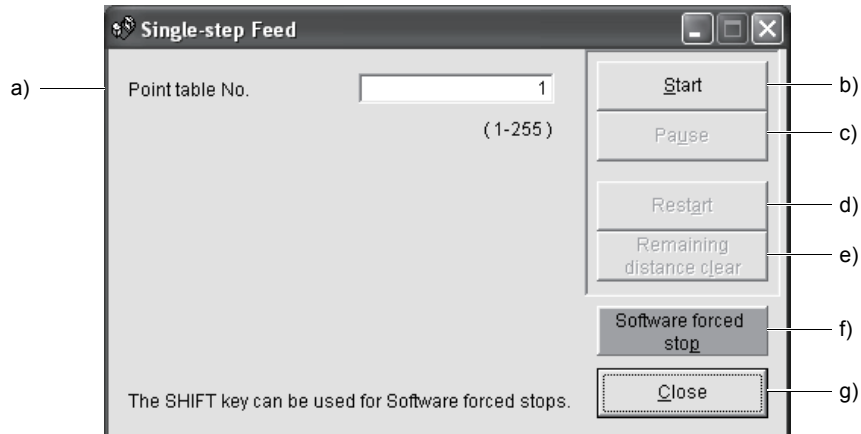 Single-step Feed
a)
Point table No.
1
(1-255)
Start
b)
Pause
c)
Restart
d)
Remaining
distance clear
e)
Software forced
stop
f)
The SHIFT key can be used for Software forced stops.
Close
g)